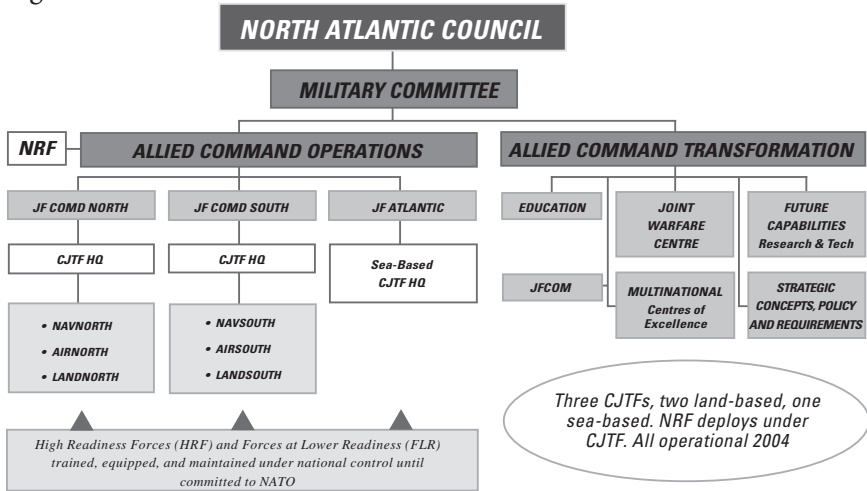 NORTH ATLANTIC COUNCIL
MILITARY COMMITTEE
NRF
ALLIED COMMAND OPERATIONS
ALLIED COMMAND TRANSFORMATION
JF COMD NORTH
JF COMD SOUTH
JF ATLANTIC
CJTF HQ
CJTF HQ
Sea-Based
CJTF HQ
• NAVNORTH
• AIRNORTH
• LANDNORTH
• NAVSOUTH
• AIRSOUTH
• LANDSOUTH
EDUCATION
JOINT
WARFARE
CENTRE
FUTURE
CAPABILITIES
Research & Tech
JFCOM
MULTINATIONAL
Centres of
Excellence
STRATEGIC
CONCEPTS, POLICY
AND REQUIREMENTS
High Readiness Forces (HRF) and Forces at Lower Readiness (FLR)
trained, equipped, and maintained under national control until
committed to NATO
Three CJTFs, two land-based, one
sea-based. NRF deploys under
CJTF. All operational 2004